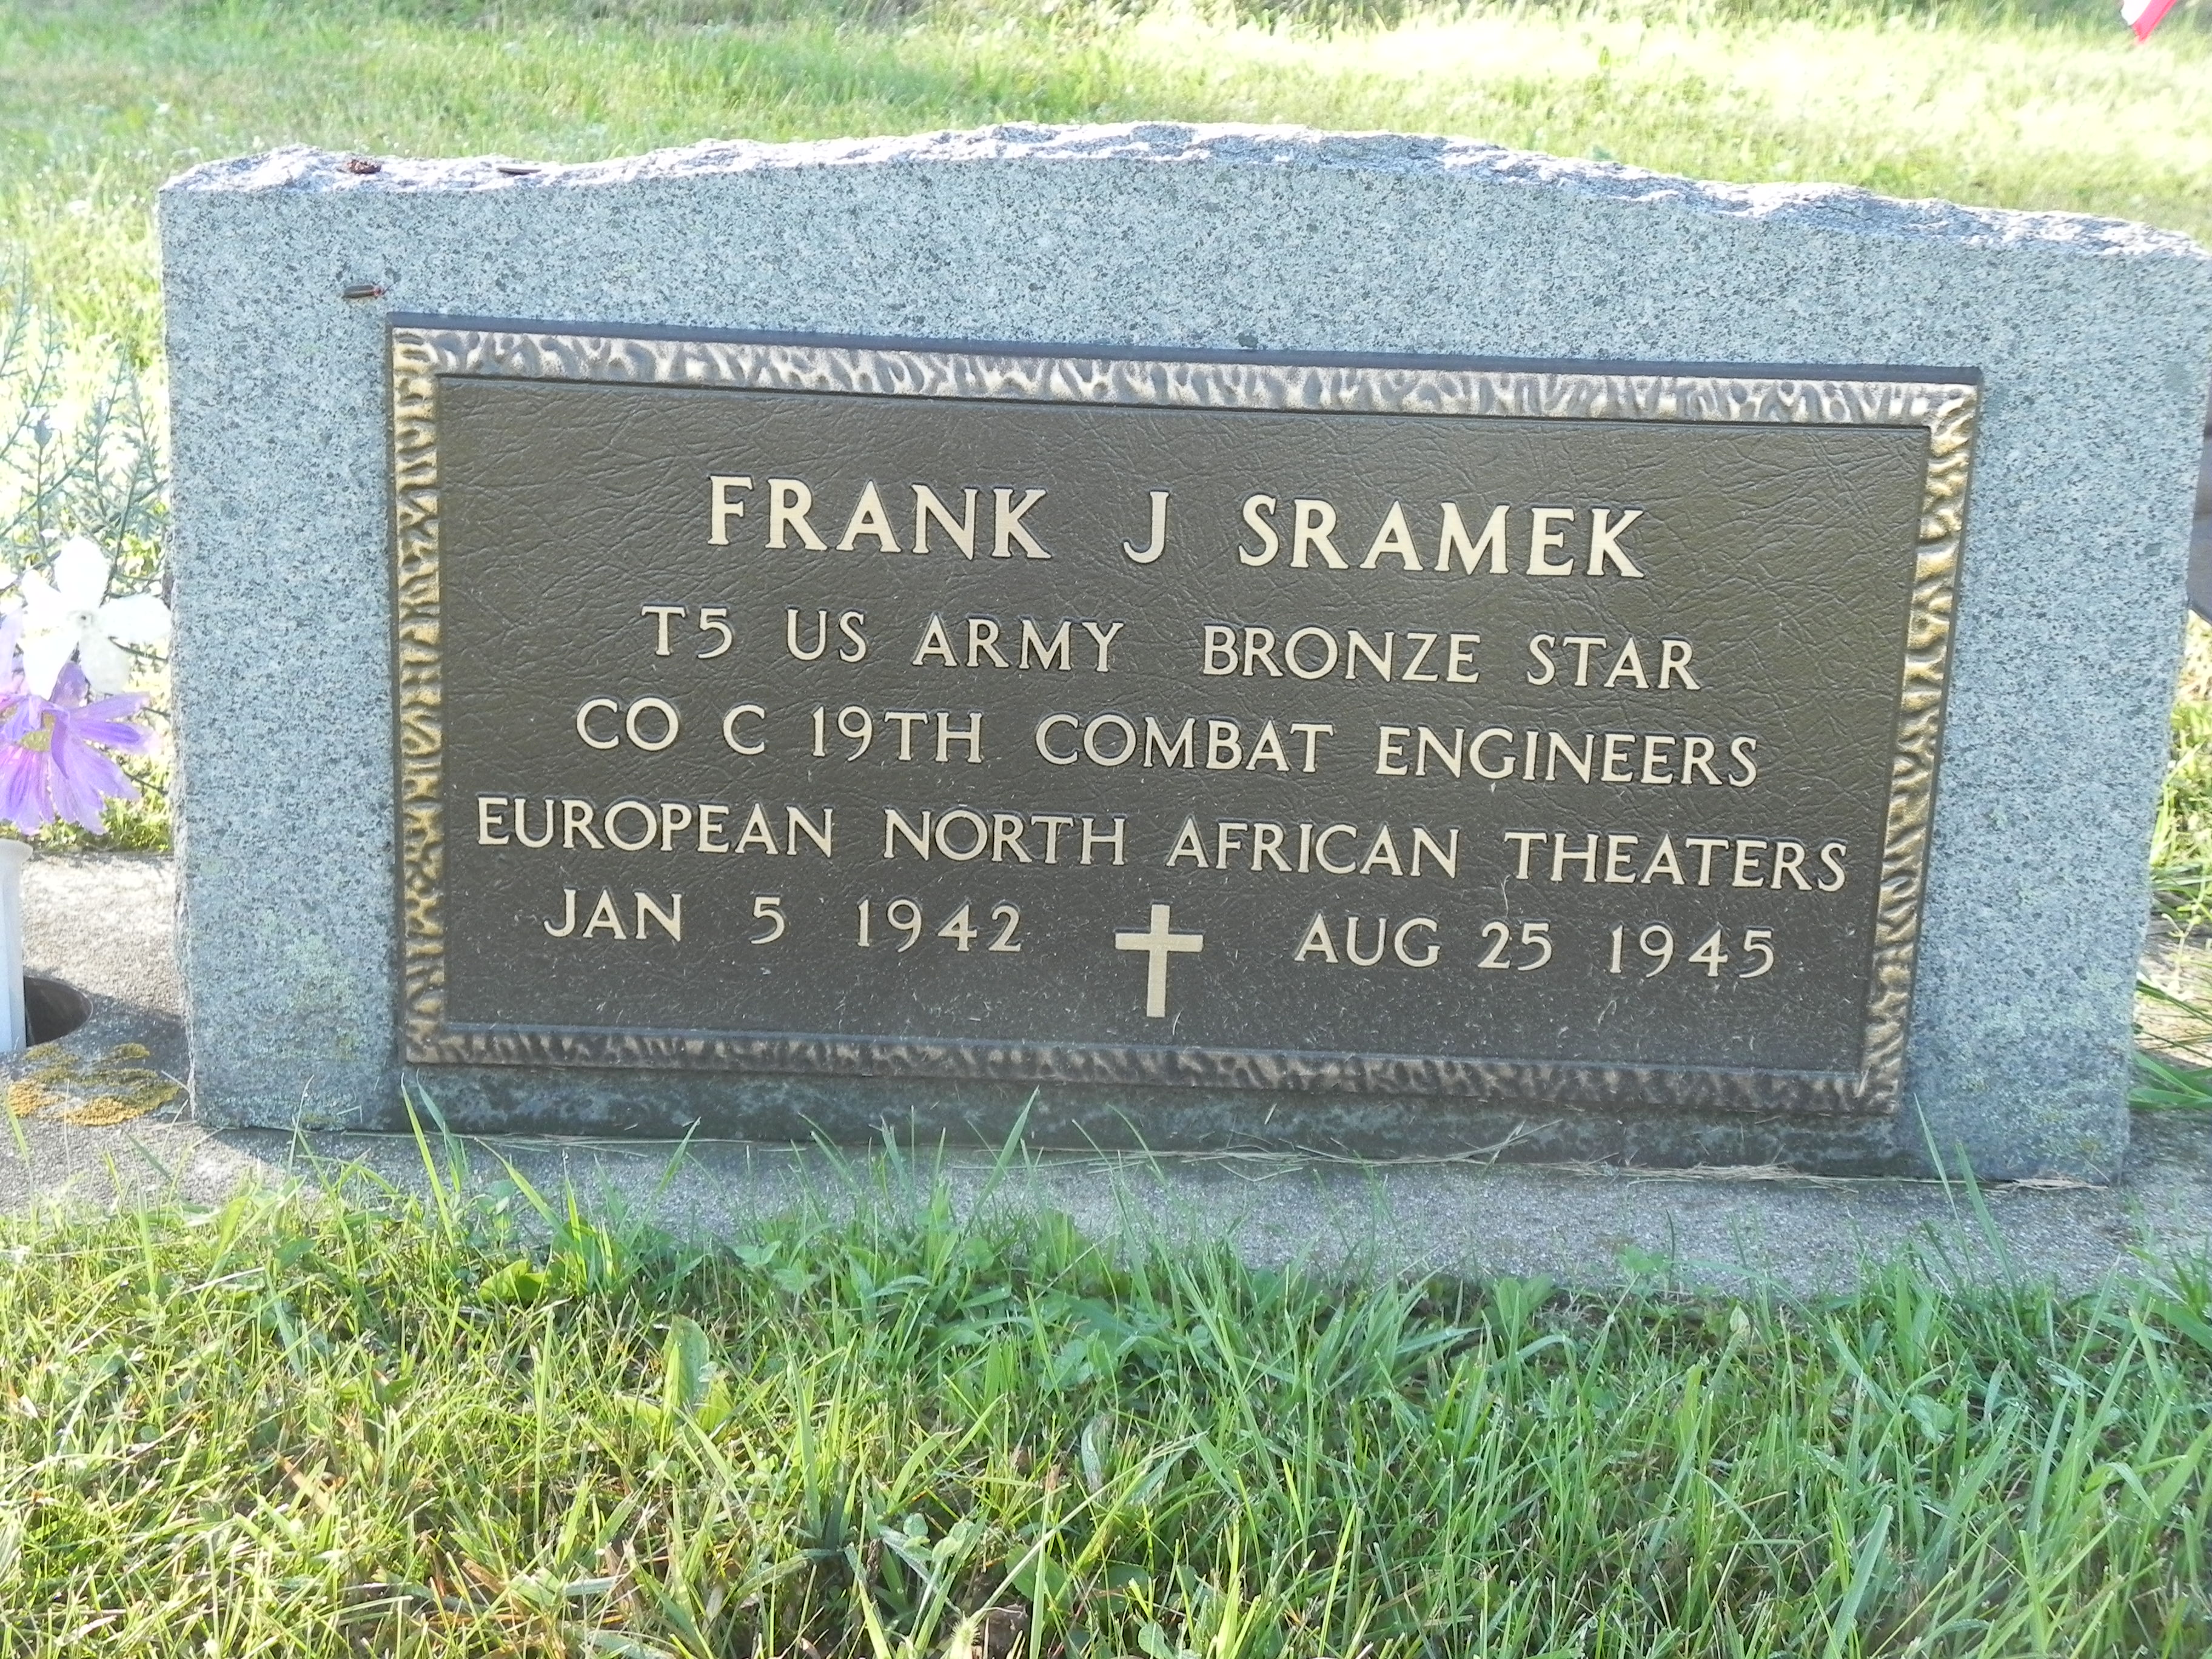 FRANK J SRAMEK
T5 US ARMY BRONZE STAR
CO C 19TH COMBAT ENGINEERS
EUROPEAN NORTH AFRICAN THEATERS
JAN 5 1942 AUG 25 1945